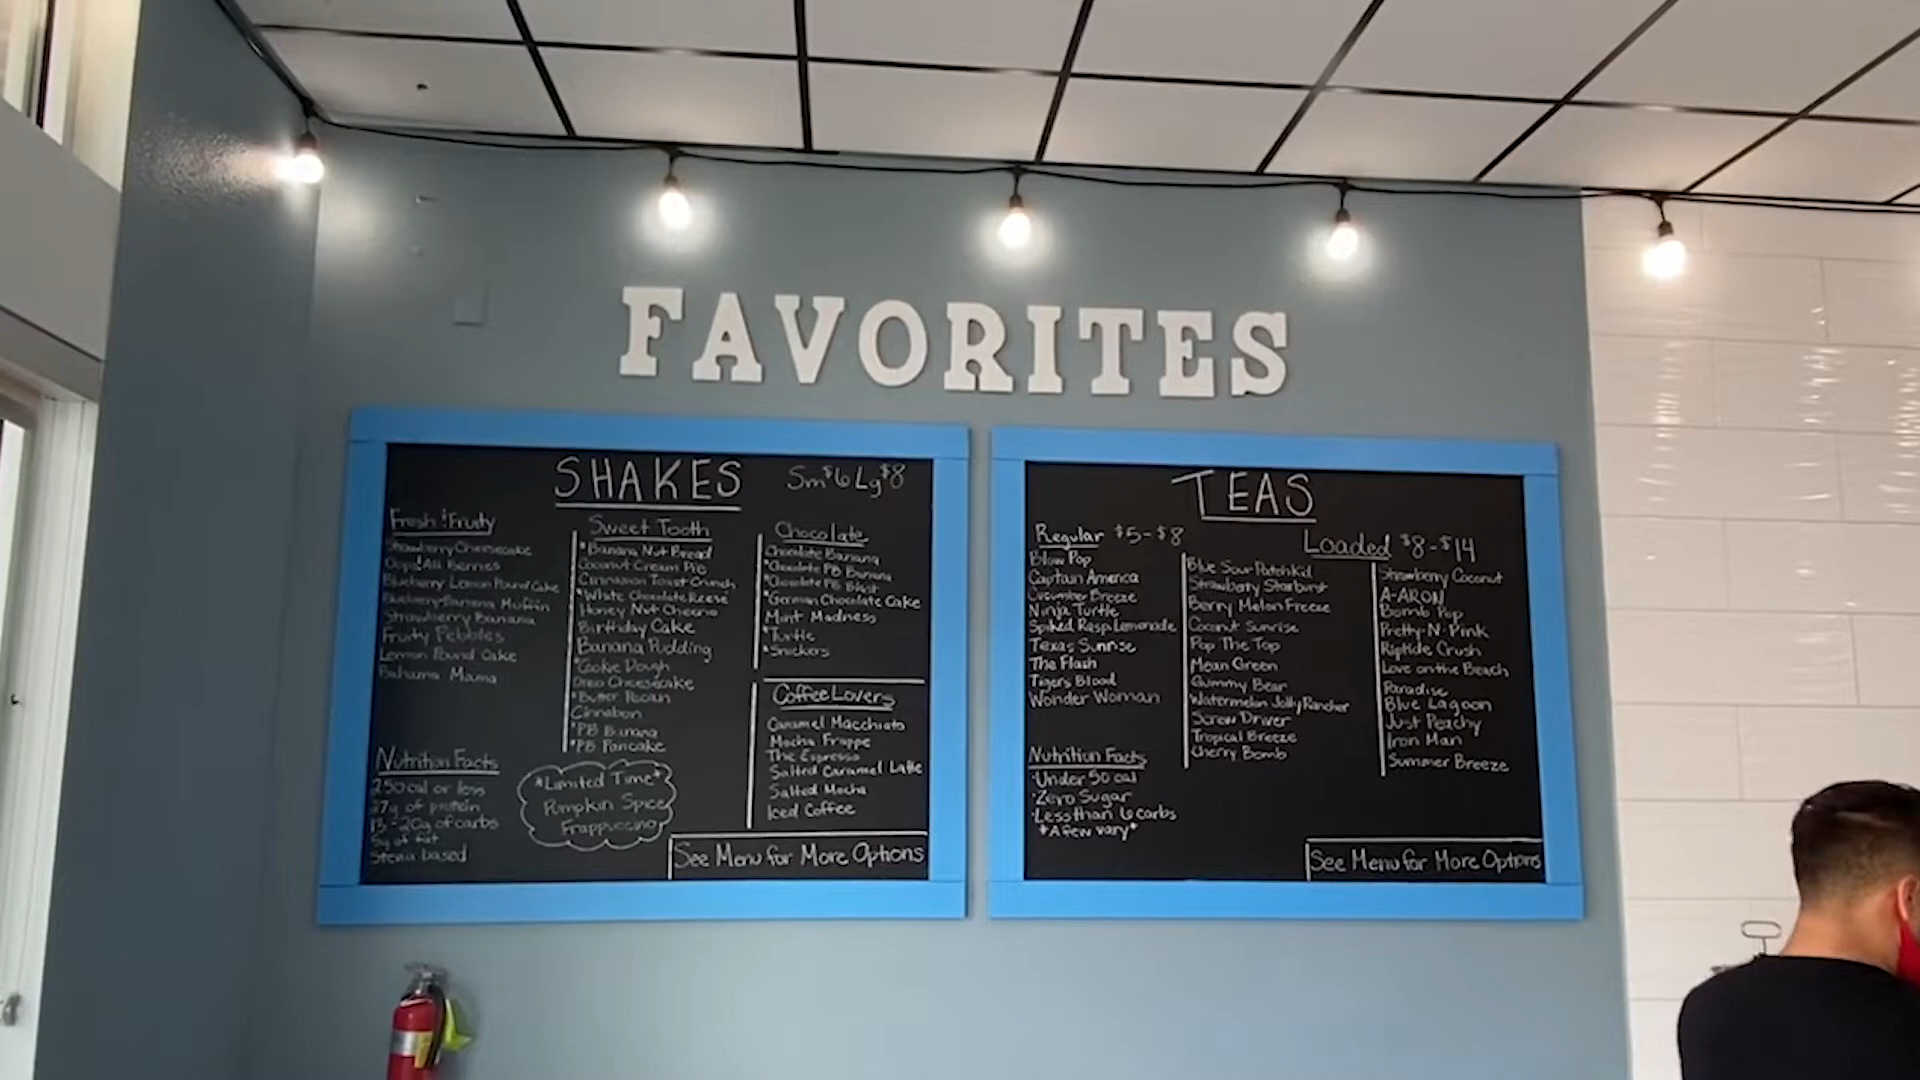 FAVORITES
SHAKES
Sm $6 Lg $8
Fresh & Fruity
Strawberry Cheesecake
Oops! All Berries
Blueberry Lemon Pound Cake
Blueberry Banana Muffin
Strawberry Banana
Fruity Pebbles
Lemon Pound Cake
Bahama Mama
Nutrition Facts
250 cal or less
27g of protein
13-20g of carbs
5g of fat
Stevia based
Sweet Tooth
*Banana Nut Bread
Coconut Cream Pie
Cinnamon Toast Crunch
*White Chocolate Reese
Honey Nut Cheerio
Birthday Cake
Banana Pudding
*Cookie Dough
Oreo Cheesecake
*Butter Pecan
Cinnabon
*PB Banana
*PB Pancake
*Limited Time*
Pumpkin Spice
Frappuccino
Chocolate
Chocolate Banana
*Chocolate PB Banana
*Chocolate PB Blast
*German Chocolate Cake
Mint Madness
*Turtle
*Snickers
Coffee Lovers
Caramel Macchiato
Mocha Frappe
The Espresso
Salted Caramel Latte
Salted Mocha
Iced Coffee
See Menu for More Options
TEAS
Regular $5-$8
Blow Pop
Captain America
Cucumber Breeze
Ninja Turtle
Spiked Rasp Lemonade
Texas Sunrise
The Flash
Tigers Blood
Wonder Woman
Nutrition Facts
·Under 50 cal
·Zero Sugar
·Less than 6 carbs
*A few vary*
Blue Sour Patch Kid
Strawberry Starburst
Berry Melon Freeze
Coconut Sunrise
Pop The Top
Mean Green
Gummy Bear
Watermelon Jolly Rancher
Screw Driver
Tropical Breeze
Cherry Bomb
Loaded $8-$14
Strawberry Coconut
A-ARON
Bomb Pop
Pretty-N-Pink
Riptide Crush
Love on the Beach
Paradise
Blue Lagoon
Just Peachy
Iron Man
Summer Breeze
See Menu for More Options